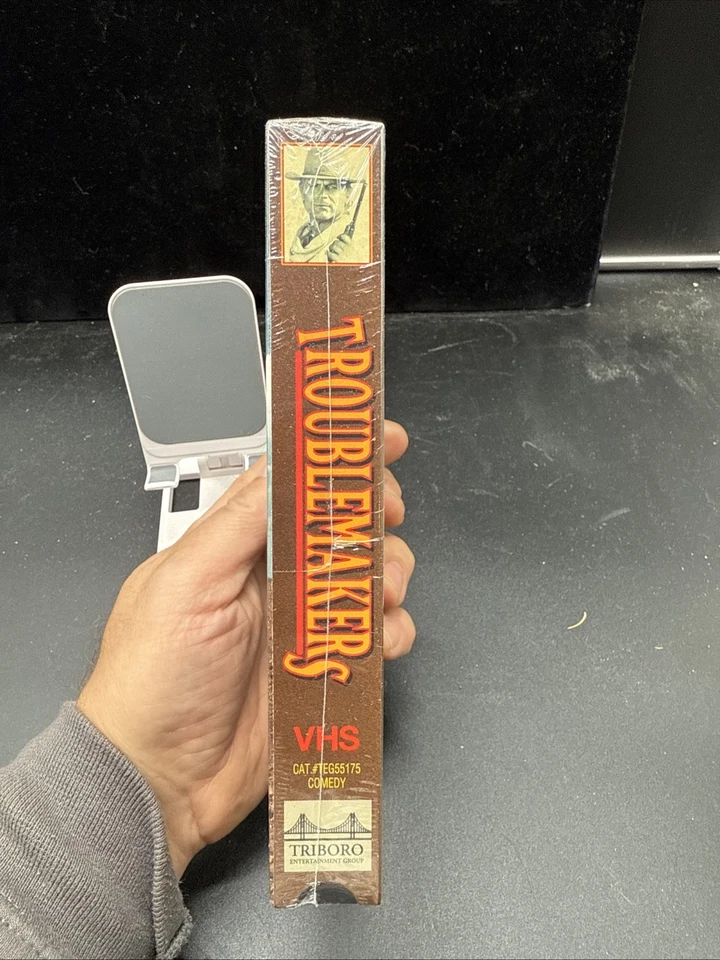 TROUBLEMAKERS
VHS
CAT.#TEG55175
COMEDY
TRIBORO
ENTERTAINMENT GROUP